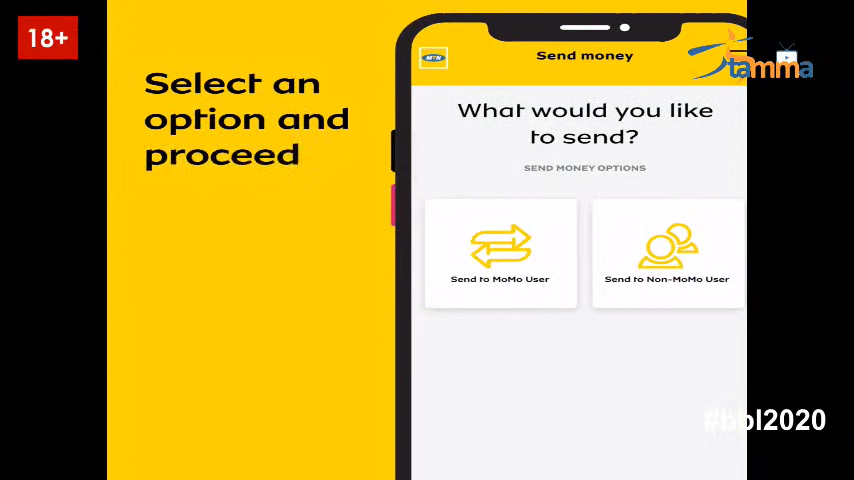 18+
Select an
option and
proceed
MTN
Send money
tamma
What would you like
to send?
SEND MONEY OPTIONS
Send to MoMo User
Send to Non-MoMo User
#bbl2020